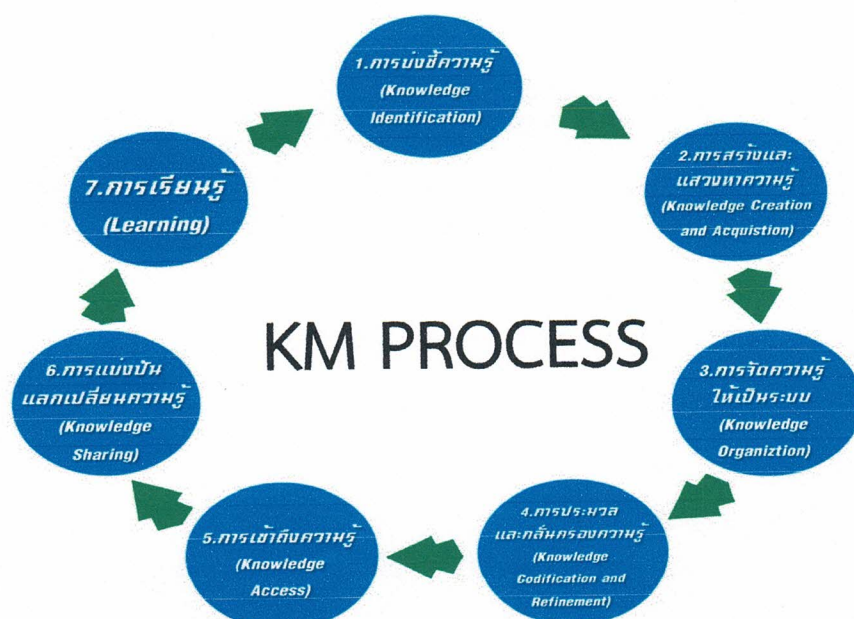 1.การบ่งชี้ความรู้
(Knowledge
Identification)
2.การสร้างและ
แสวงหาความรู้
(Knowledge Creation
and Acquistion)
3.การจัดความรู้
ให้เป็นระบบ
(Knowledge
Organiztion)
4.การประมวล
และกลั่นกรองความรู้
(Knowledge
Codification and
Refinement)
5.การเข้าถึงความรู้
(Knowledge
Access)
6.การแบ่งปัน
แลกเปลี่ยนความรู้
(Knowledge
Sharing)
7.การเรียนรู้
(Learning)
KM PROCESS